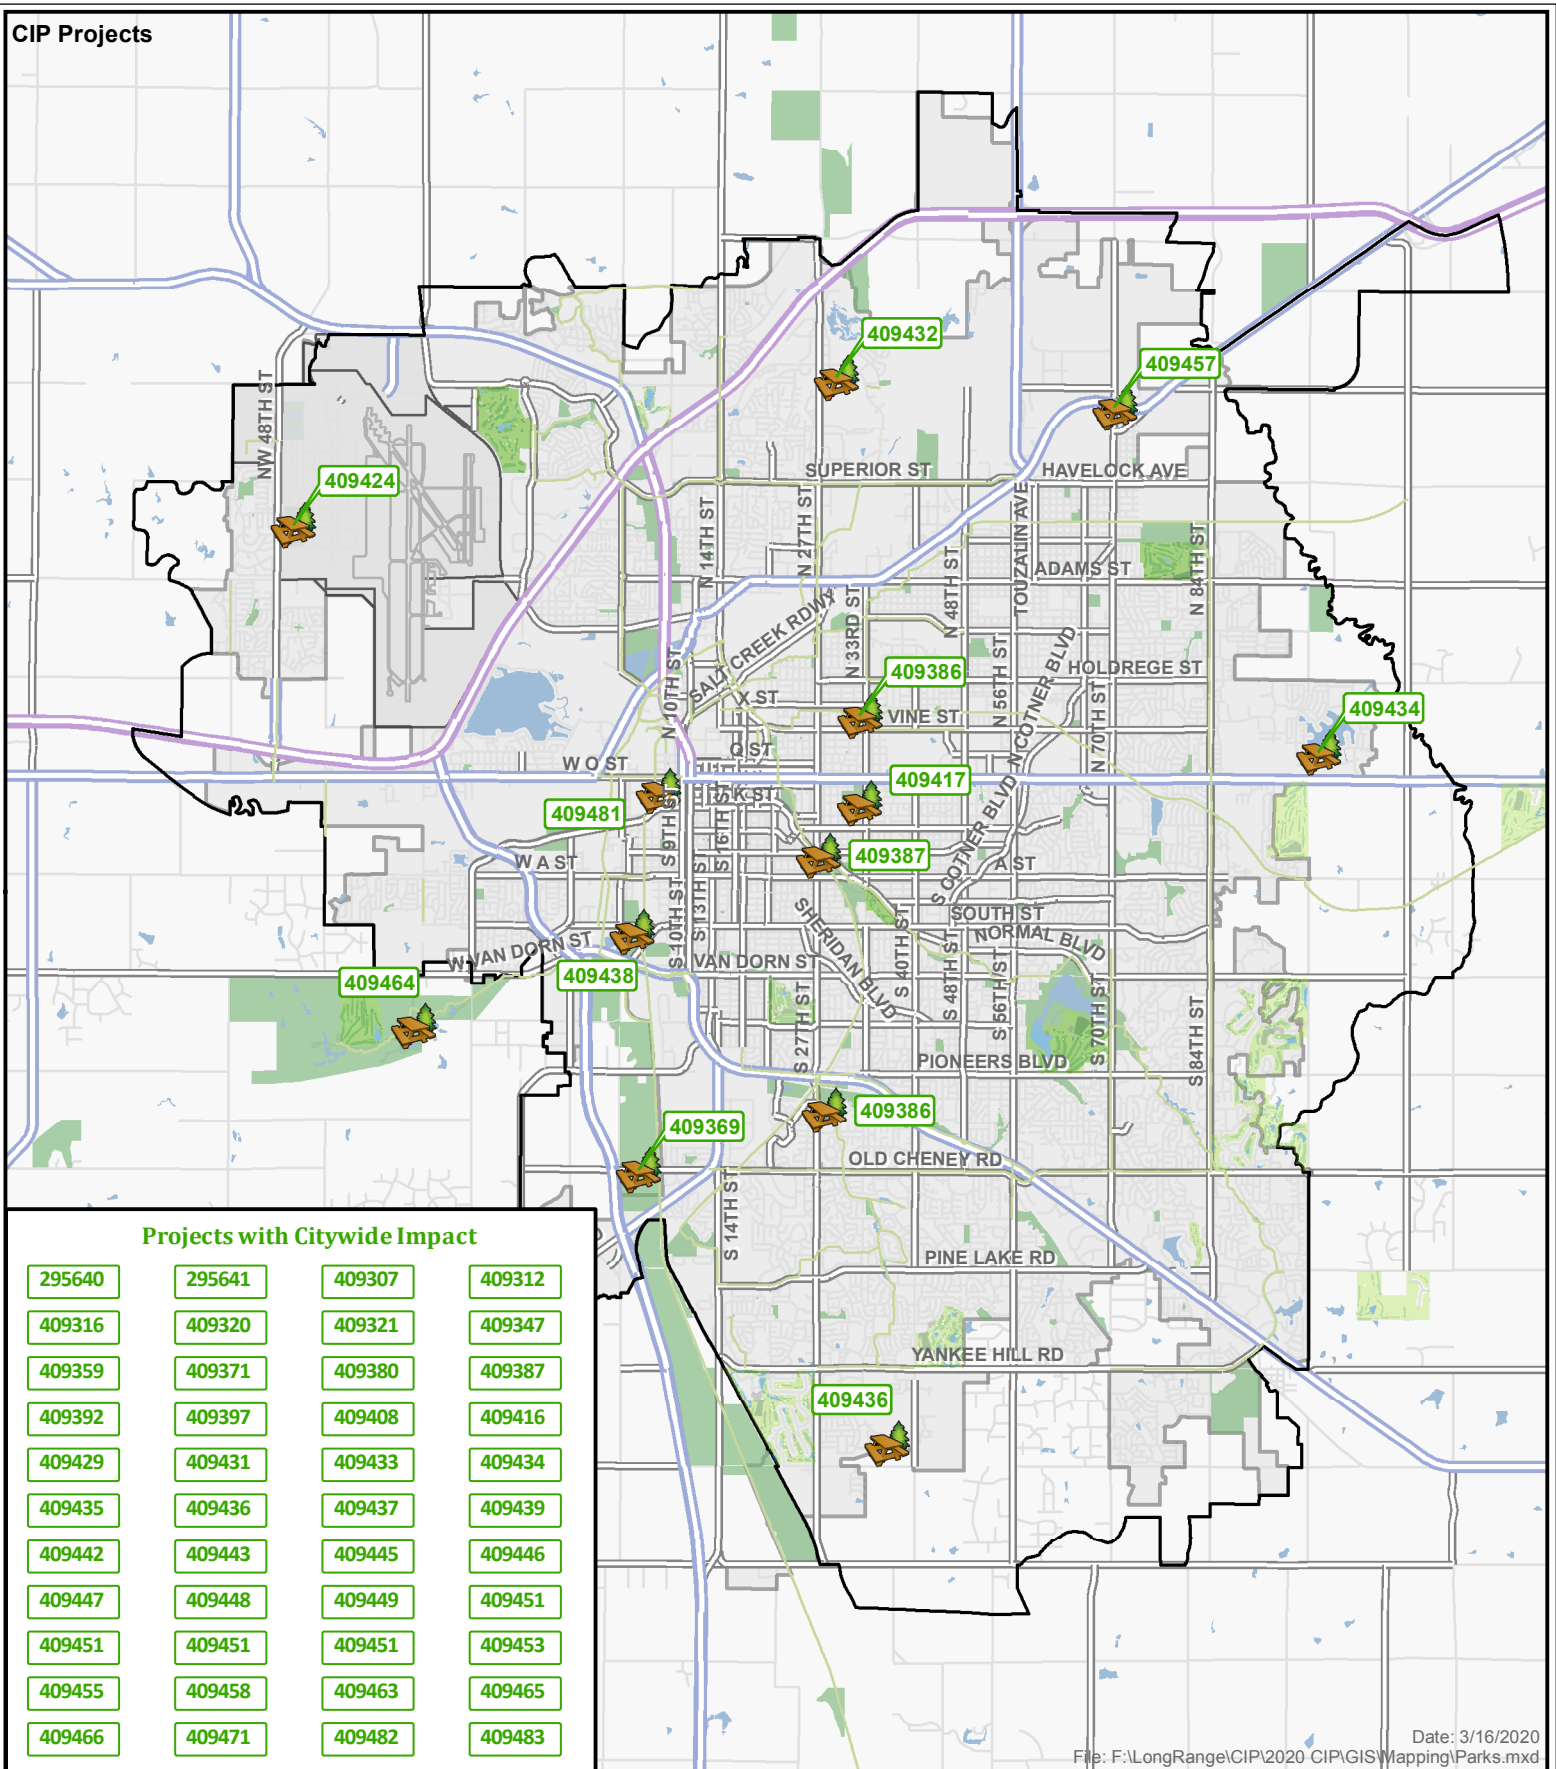 CIP Projects
409432
409457
NW 48TH ST
409424
SUPERIOR ST
HAVELOCK AVE
N 14TH ST
N 27TH ST
N 48TH ST
TOUZALIN AVE
N 84TH ST
ADAMS ST
SALT CREEK RDWY
N 33RD ST
N 10TH ST
N 56TH ST
N COTNER BLVD
HOLDREGE ST
409386
N 70TH ST
X ST
VINE ST
409434
Q ST
W O ST
409417
K ST
409481
S 9TH ST
S 16TH ST
409387
S COTNER BLVD
A ST
W A ST
S 10TH ST
S 13TH ST
SHERIDAN BLVD
S 40TH ST
SOUTH ST
NORMAL BLVD
W VAN DORN ST
VAN DORN ST
409438
409464
S 48TH ST
S 56TH ST
S 27TH ST
S 70TH ST
S 84TH ST
PIONEERS BLVD
409386
409369
OLD CHENEY RD
S 14TH ST
PINE LAKE RD
YANKEE HILL RD
409436
Projects with Citywide Impact
295640 295641 409307 409312
409316 409320 409321 409347
409359 409371 409380 409387
409392 409397 409408 409416
409429 409431 409433 409434
409435 409436 409437 409439
409442 409443 409445 409446
409447 409448 409449 409451
409451 409451 409451 409453
409455 409458 409463 409465
409466 409471 409482 409483
Date: 3/16/2020
File: F:\LongRange\CIP\2020 CIP\GIS\Mapping\Parks.mxd